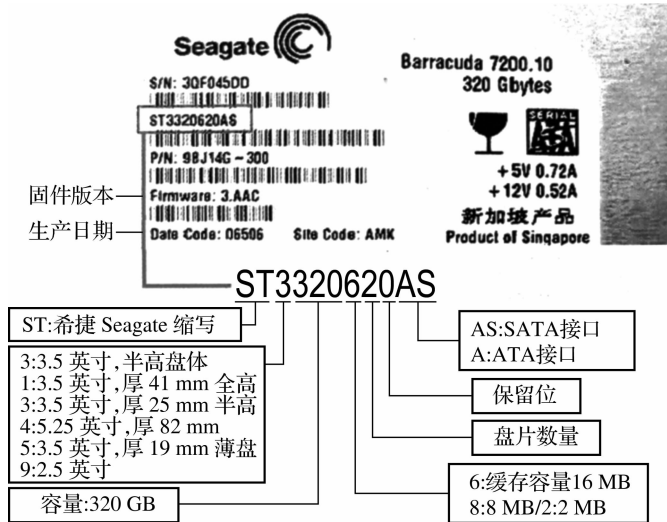 Seagate
S/N: 3QF045DD
ST3320620AS
P/N: 9BJ14G-300
Firmware: 3.AAC
Date Code: 06506 Site Code: AMK
Barracuda 7200.10
320 Gbytes
SERIAL
ATA
+5V 0.72A
+12V 0.52A
新加坡产品
Product of Singapore
固件版本
生产日期
ST3320620AS
ST:希捷 Seagate 缩写
3:3.5 英寸,半高盘体
1:3.5 英寸,厚 41 mm 全高
3:3.5 英寸,厚 25 mm 半高
4:5.25 英寸,厚 82 mm
5:3.5 英寸,厚 19 mm 薄盘
9:2.5 英寸
容量:320 GB
AS:SATA接口
A:ATA接口
保留位
盘片数量
6:缓存容量16 MB
8:8 MB/2:2 MB